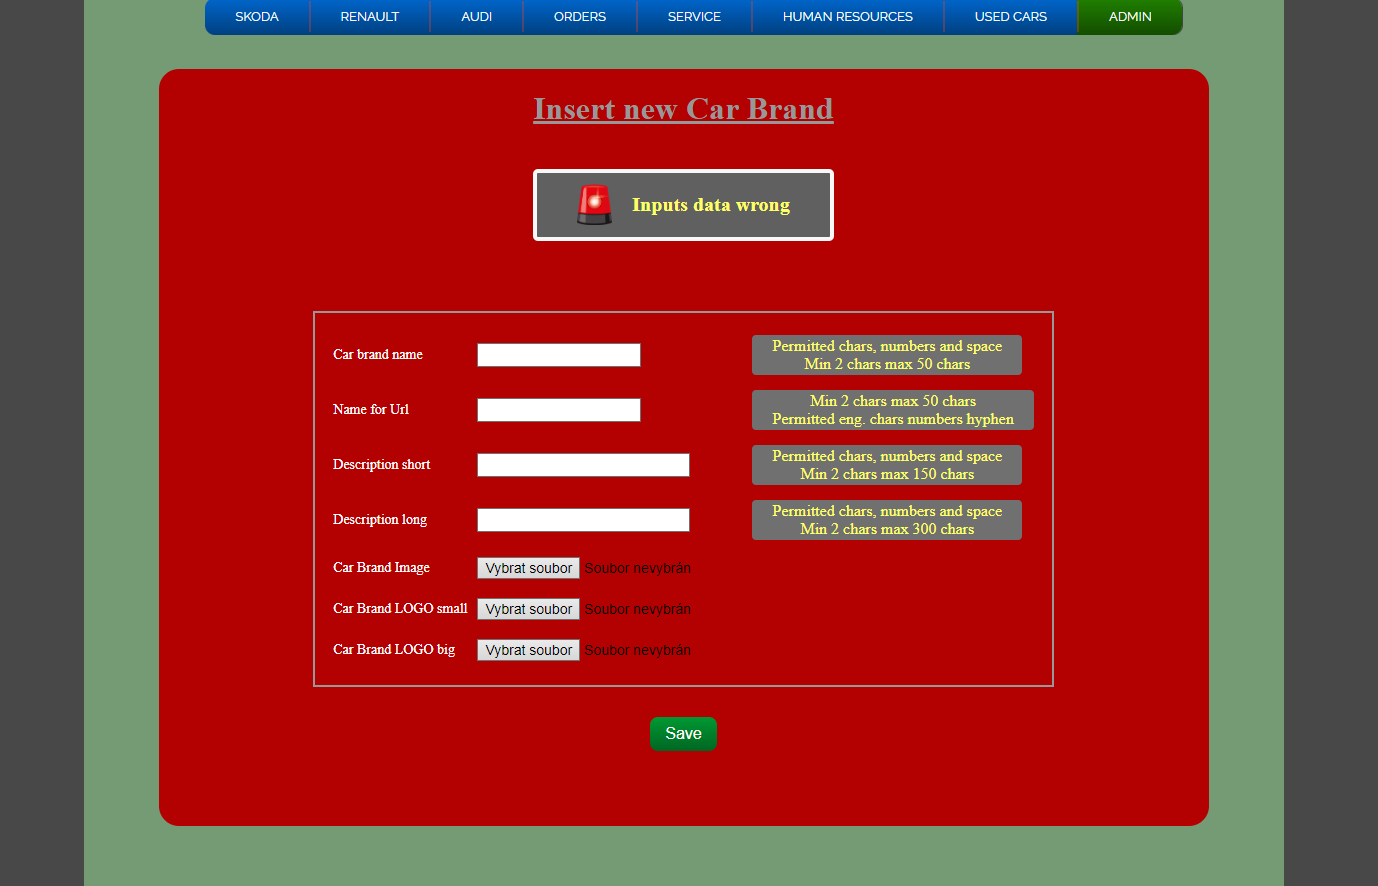 SKODA RENAULT AUDI ORDERS SERVICE HUMAN RESOURCES USED CARS ADMIN
Insert new Car Brand
Inputs data wrong
Car brand name
Permitted chars, numbers and space
Min 2 chars max 50 chars
Name for Url
Min 2 chars max 50 chars
Permitted eng. chars numbers hyphen
Description short
Permitted chars, numbers and space
Min 2 chars max 150 chars
Description long
Permitted chars, numbers and space
Min 2 chars max 300 chars
Car Brand Image Vybrat soubor Soubor nevybrán
Car Brand LOGO small Vybrat soubor Soubor nevybrán
Car Brand LOGO big Vybrat soubor Soubor nevybrán
Save